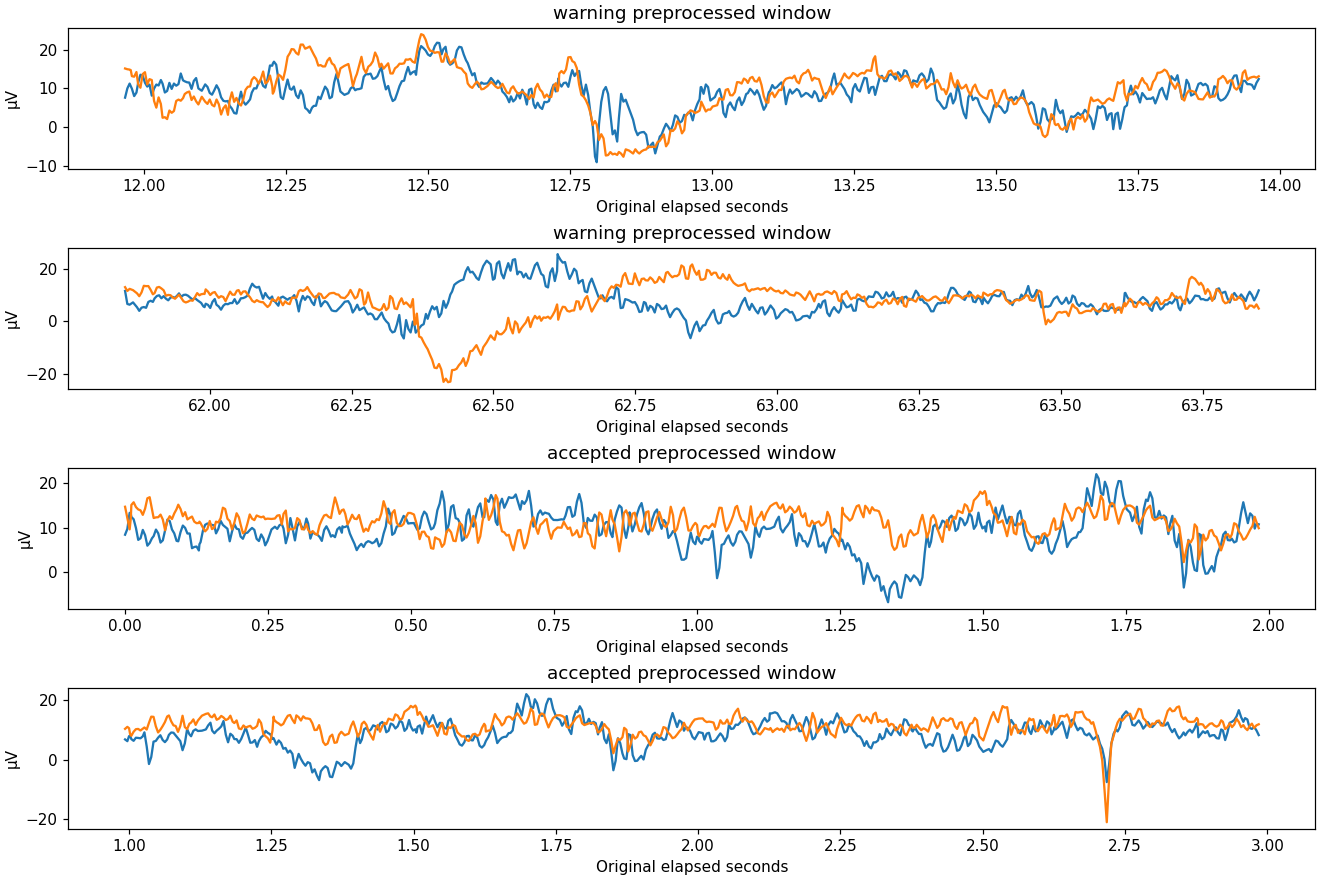 warning preprocessed window
20
10
0
−10
µV
12.00 12.25 12.50 12.75 13.00 13.25 13.50 13.75 14.00
Original elapsed seconds
warning preprocessed window
20
0
−20
µV
62.00 62.25 62.50 62.75 63.00 63.25 63.50 63.75
Original elapsed seconds
accepted preprocessed window
20
10
0
µV
0.00 0.25 0.50 0.75 1.00 1.25 1.50 1.75 2.00
Original elapsed seconds
accepted preprocessed window
20
0
−20
µV
1.00 1.25 1.50 1.75 2.00 2.25 2.50 2.75 3.00
Original elapsed seconds